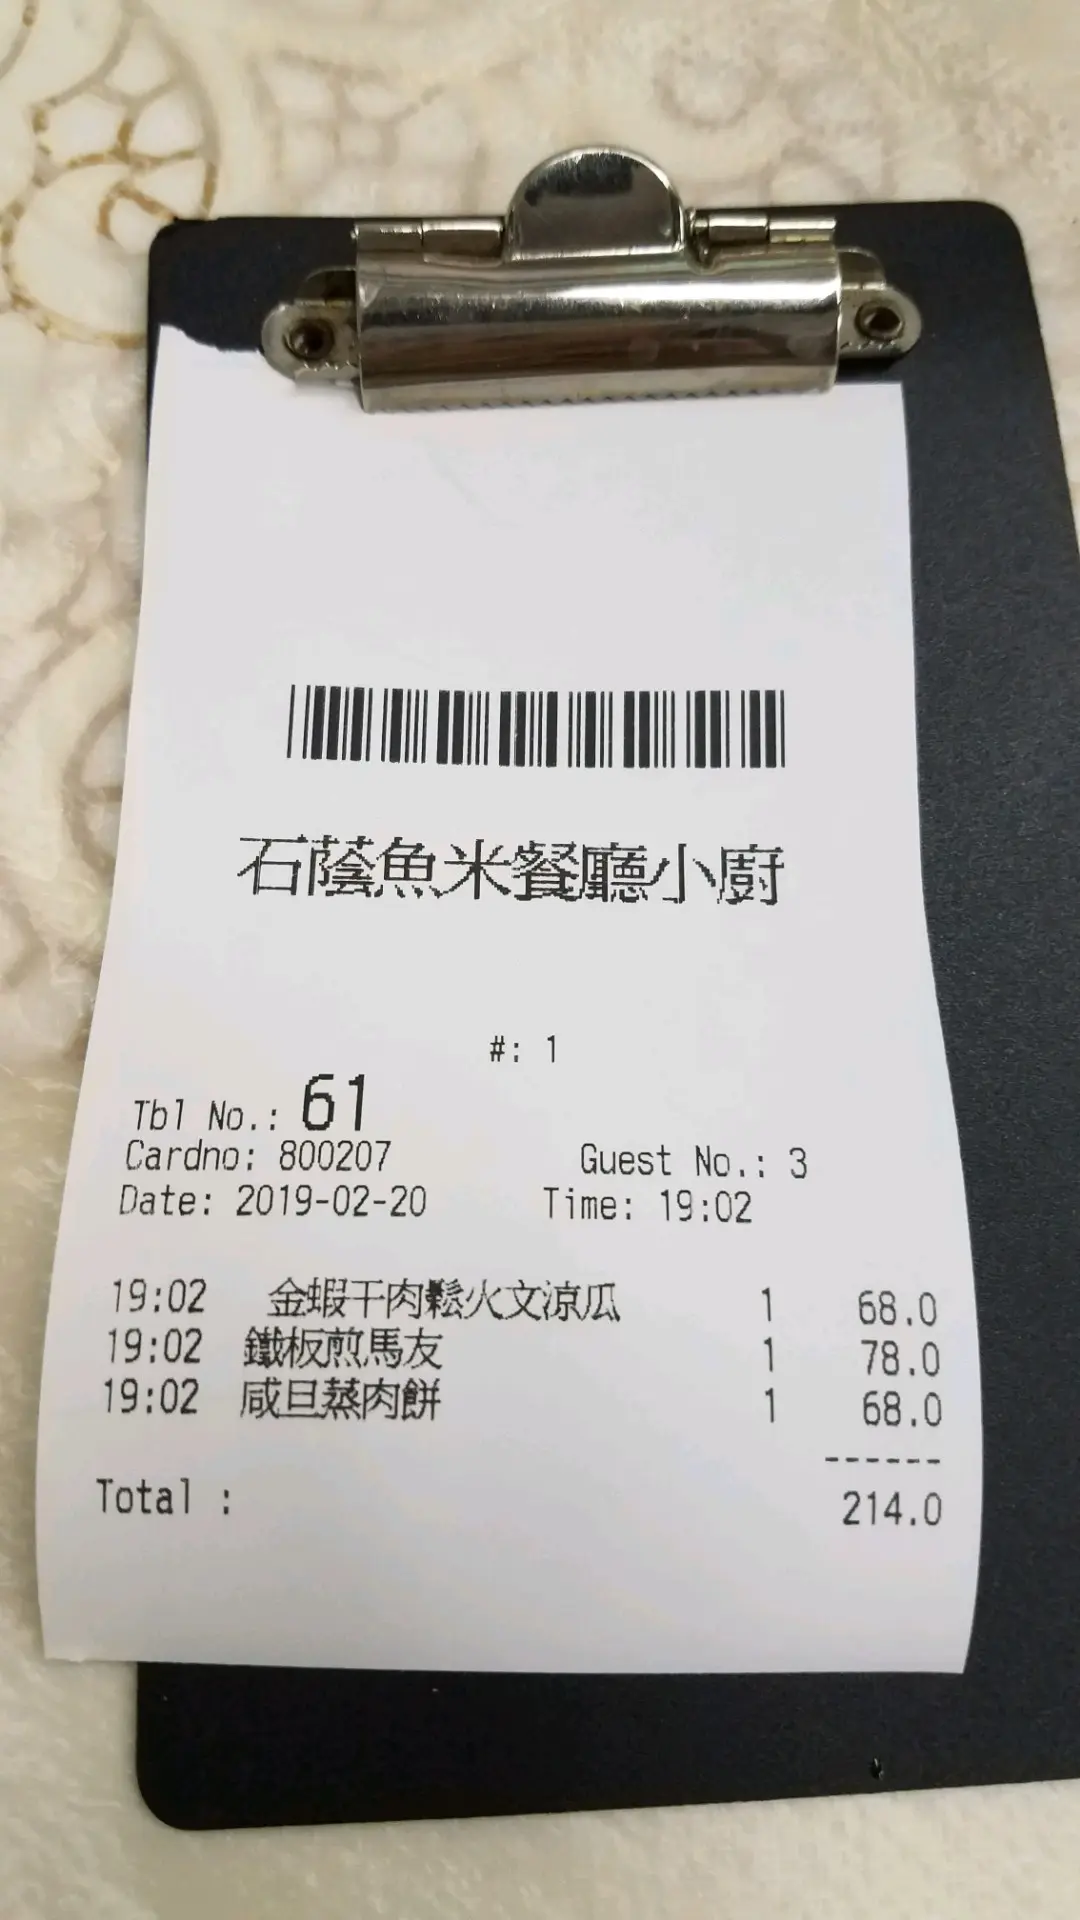 石蔭魚米餐廳小廚
#: 1
Tbl No.: 61
Cardno: 800207 Guest No.: 3
Date: 2019-02-20 Time: 19:02
19:02 金蝦干肉鬆火文涼瓜 1 68.0
19:02 鐵板煎馬友 1 78.0
19:02 咸旦蒸肉餅 1 68.0
------
Total : 214.0